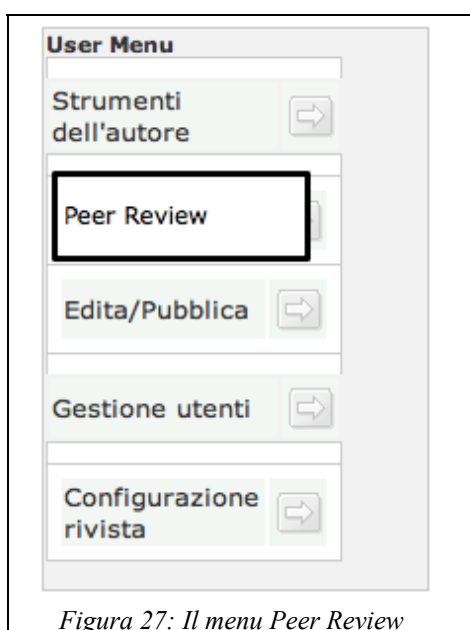 User Menu
Strumenti
dell'autore
Peer Review
Edita/Pubblica
Gestione utenti
Configurazione
rivista
Figura 27: Il menu Peer Review